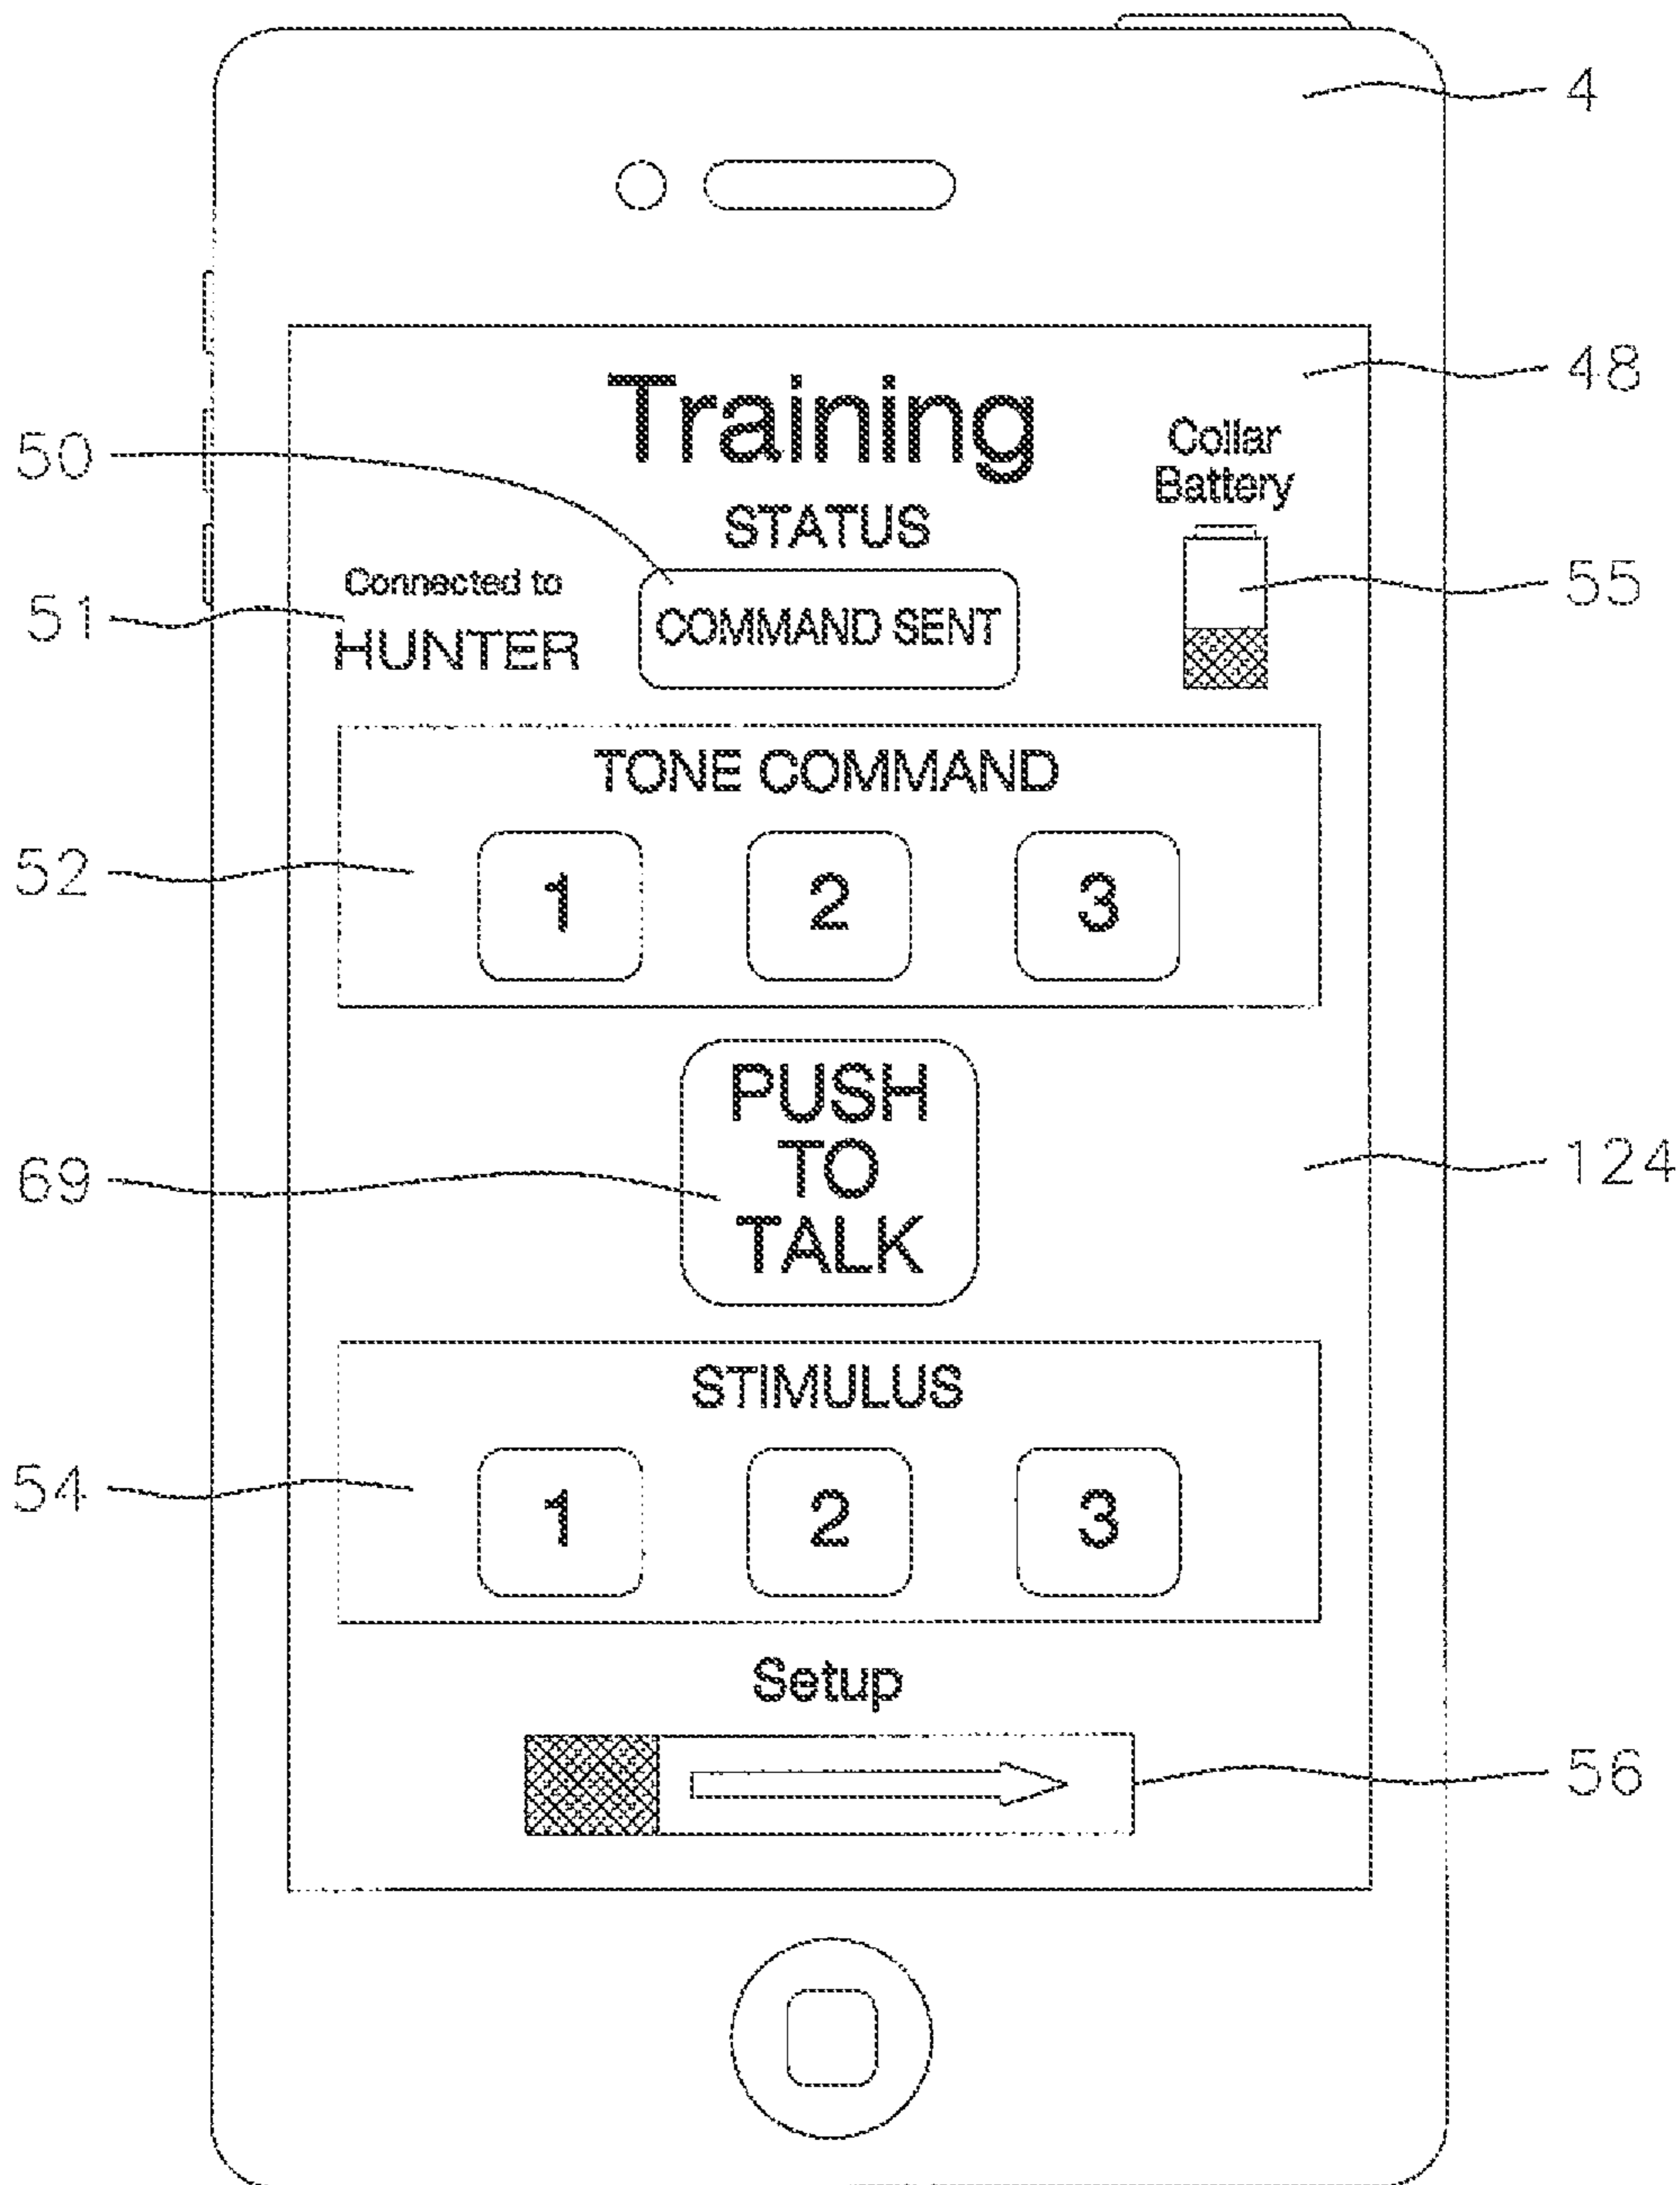 4
48
Training
Collar
Battery
50
STATUS
55
Connected to
51
HUNTER
COMMAND SENT
TONE COMMAND
52
1 2 3
PUSH
TO
TALK
69
124
STIMULUS
54
1 2 3
Setup
56